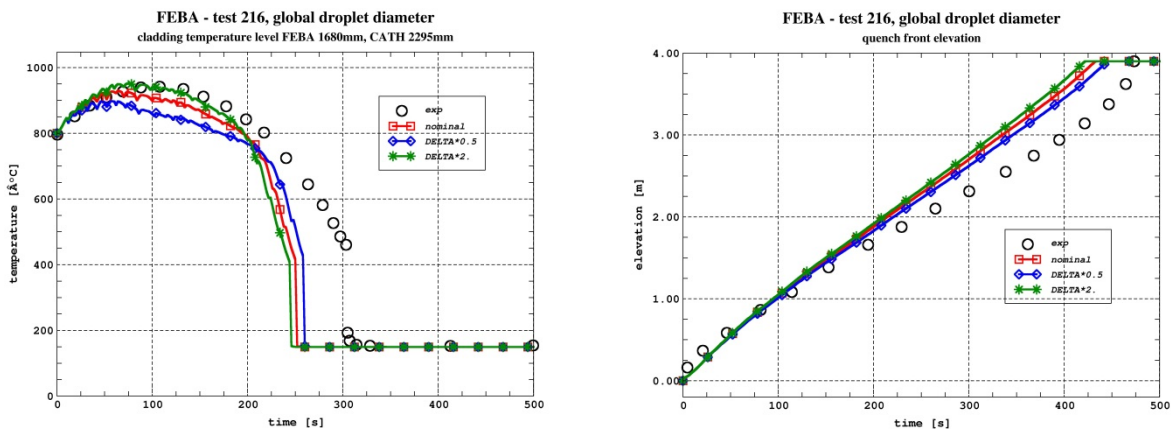 FEBA - test 216, global droplet diameter
cladding temperature level FEBA 1680mm, CATH 2295mm
1000
800
600
400
200
0
temperature [Â°C]
exp
nominal
DELTA*0.5
DELTA*2.
0
100
200
300
400
500
time [s]
FEBA - test 216, global droplet diameter
quench front elevation
4.00
3.00
2.00
1.00
0.00
elevation [m]
exp
nominal
DELTA*0.5
DELTA*2.
0
100
200
300
400
500
time [s]